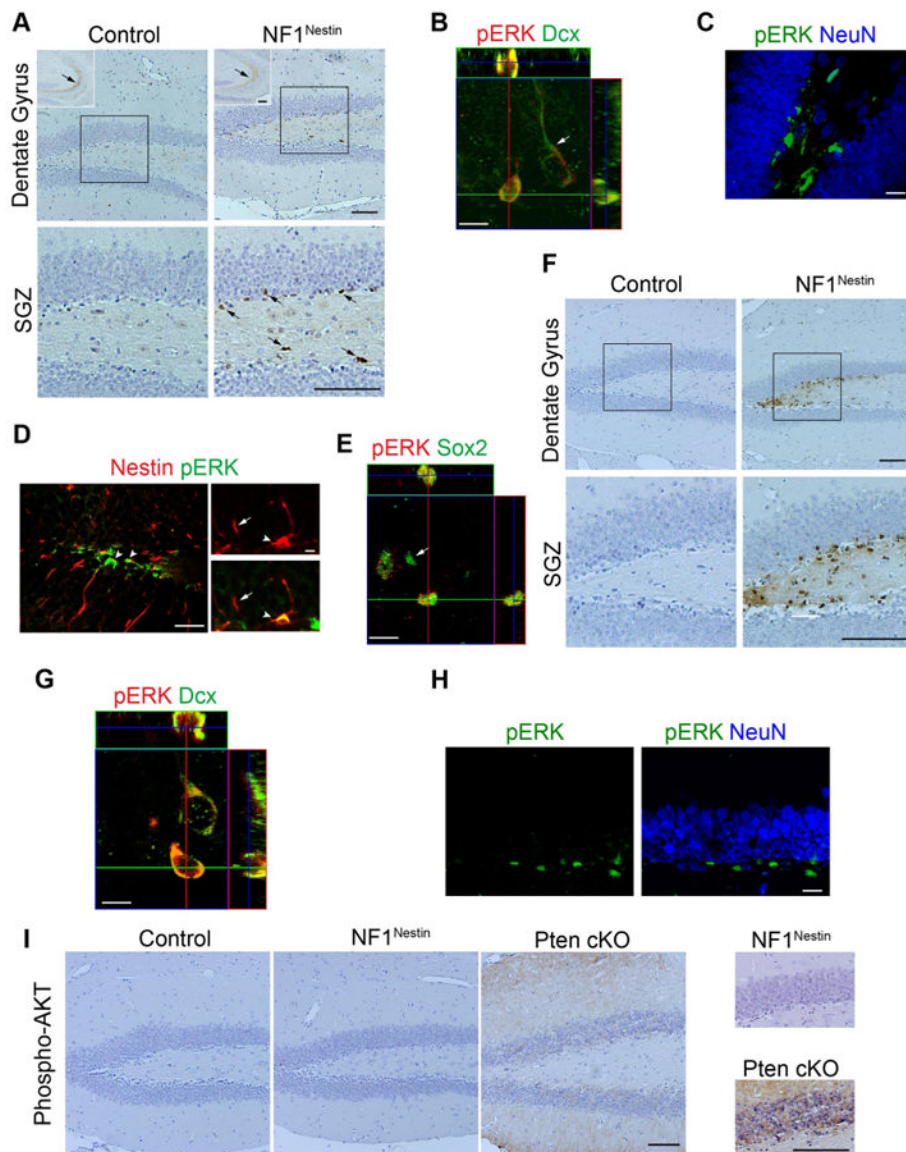 A
Control
NF1Nestin
Dentate Gyrus
SGZ
B
pERK Dcx
C
pERK NeuN
D
Nestin pERK
E
pERK Sox2
F
Control
NF1Nestin
Dentate Gyrus
SGZ
G
pERK Dcx
H
pERK
pERK NeuN
I
Control
NF1Nestin
Pten cKO
NF1Nestin
Phospho-AKT
Pten cKO